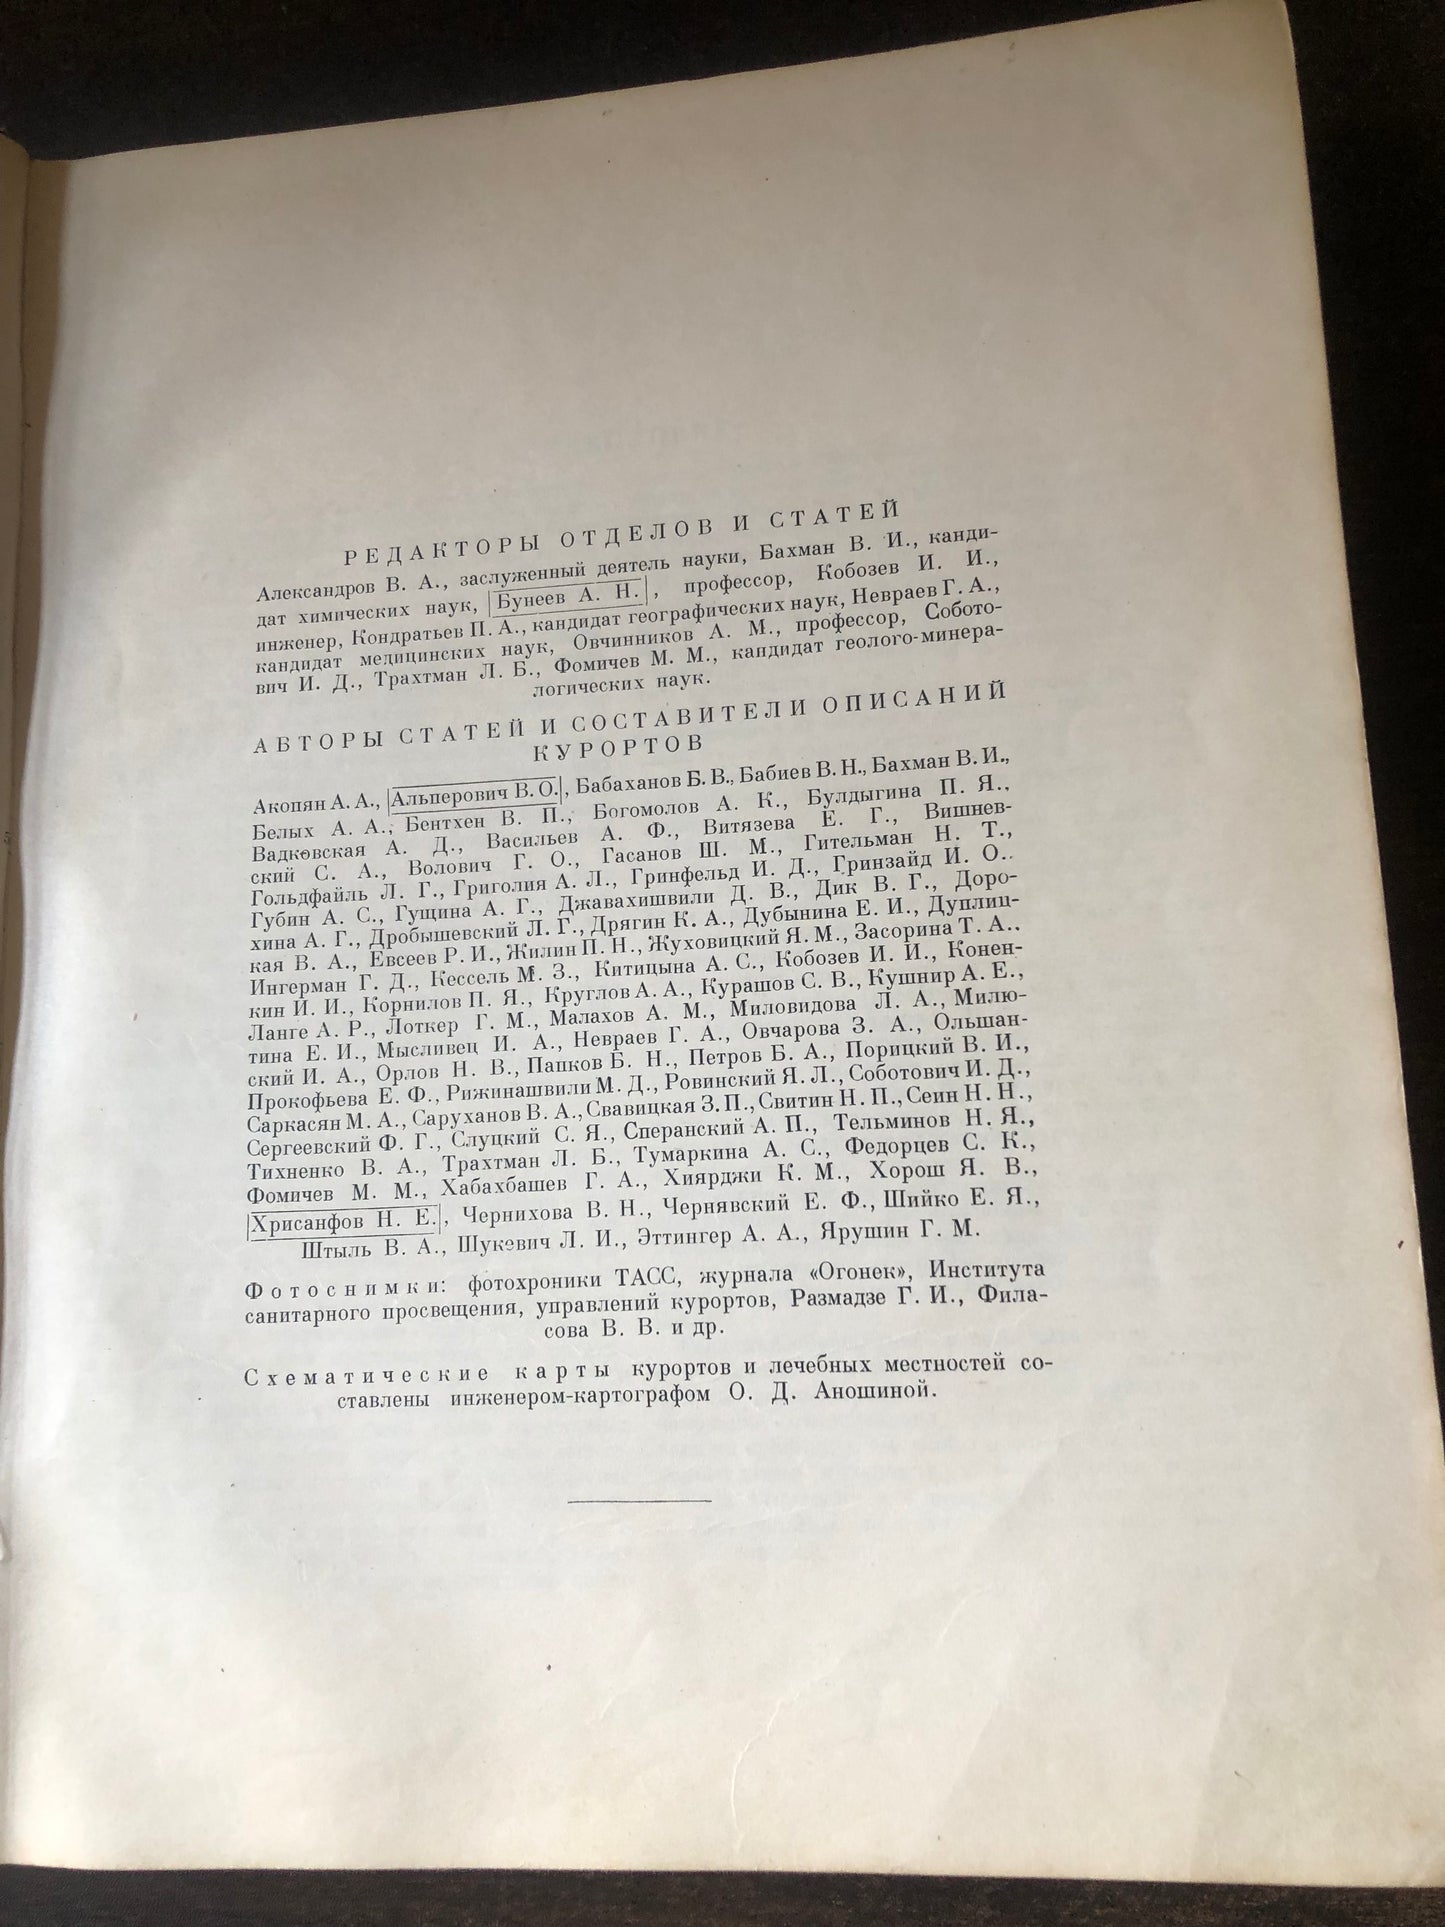 РЕДАКТОРЫ ОТДЕЛОВ И СТАТЕЙ
Александров В. А., заслуженный деятель науки, Бахман В. И., канди-
дат химических наук, Бунеев А. Н., профессор, Кобозев И. И.,
инженер, Кондратьев П. А., кандидат географических наук, Невраев Г. А.,
кандидат медицинских наук, Овчинников А. М., профессор, Собото-
вич И. Д., Трахтман Л. Б., Фомичев М. М., кандидат геолого-минера-
логических наук.
АВТОРЫ СТАТЕЙ И СОСТАВИТЕЛИ ОПИСАНИЙ
КУРОРТОВ
Акопян А. А., Альперович В. О., Бабаханов Б. В., Бабиев В. Н., Бахман В. И.,
Белых А. А., Бентхен В. П., Богомолов А. К., Булдыгина П. Я.,
Вадковская А. Д., Васильев А. Ф., Витязева Е. Г., Вишнев-
ский С. А., Волович Г. О., Гасанов Ш. М., Гительман Н. Т.,
Гольдфайль Л. Г., Григолия А. Л., Гринфельд И. Д., Гринзайд И. О.,
Губин А. С., Гущина А. Г., Джавахишвили Д. В., Дик В. Г., Доро-
хина А. Г., Дробышевский Л. Г., Дрягин К. А., Дубынина Е. И., Дуплиц-
кая В. А., Евсеев Р. И., Жилин П. Н., Жуховицкий Я. М., Засорина Т. А.,
Ингерман Г. Д., Кессель М. З., Китицына А. С., Кобозев И. И., Конен-
кин И. И., Корнилов П. Я., Круглов А. А., Курашов С. В., Кушнир А. Е.,
Ланге А. Р., Лоткер Г. М., Малахов А. М., Миловидова Л. А., Милю-
тина Е. И., Мысливец И. А., Невраев Г. А., Овчарова З. А., Ольшан-
ский И. А., Орлов Н. В., Папков Б. Н., Петров Б. А., Порицкий В. И.,
Прокофьева Е. Ф., Рижинашвили М. Д., Ровинский Я. Л., Соботович И. Д.,
Саркасян М. А., Саруханов В. А., Свавицкая З. П., Свитин Н. П., Сеин Н. Н.,
Сергеевский Ф. Г., Слуцкий С. Я., Сперанский А. П., Тельминов Н. Я.,
Тихненко В. А., Трахтман Л. Б., Тумаркина А. С., Федорцев С. К.,
Фомичев М. М., Хабахбашев Г. А., Хиярджи К. М., Хорош Я. В.,
Хрисанфов Н. Е., Чернихова В. Н., Чернявский Е. Ф., Шийко Е. Я.,
Штыль В. А., Шукевич Л. И., Эттингер А. А., Ярушин Г. М.
Фотоснимки: фотохроники ТАСС, журнала «Огонек», Института
санитарного просвещения, управлений курортов, Размадзе Г. И., Фила-
сова В. В. и др.
Схематические карты курортов и лечебных местностей со-
ставлены инженером-картографом О. Д. Аношиной.